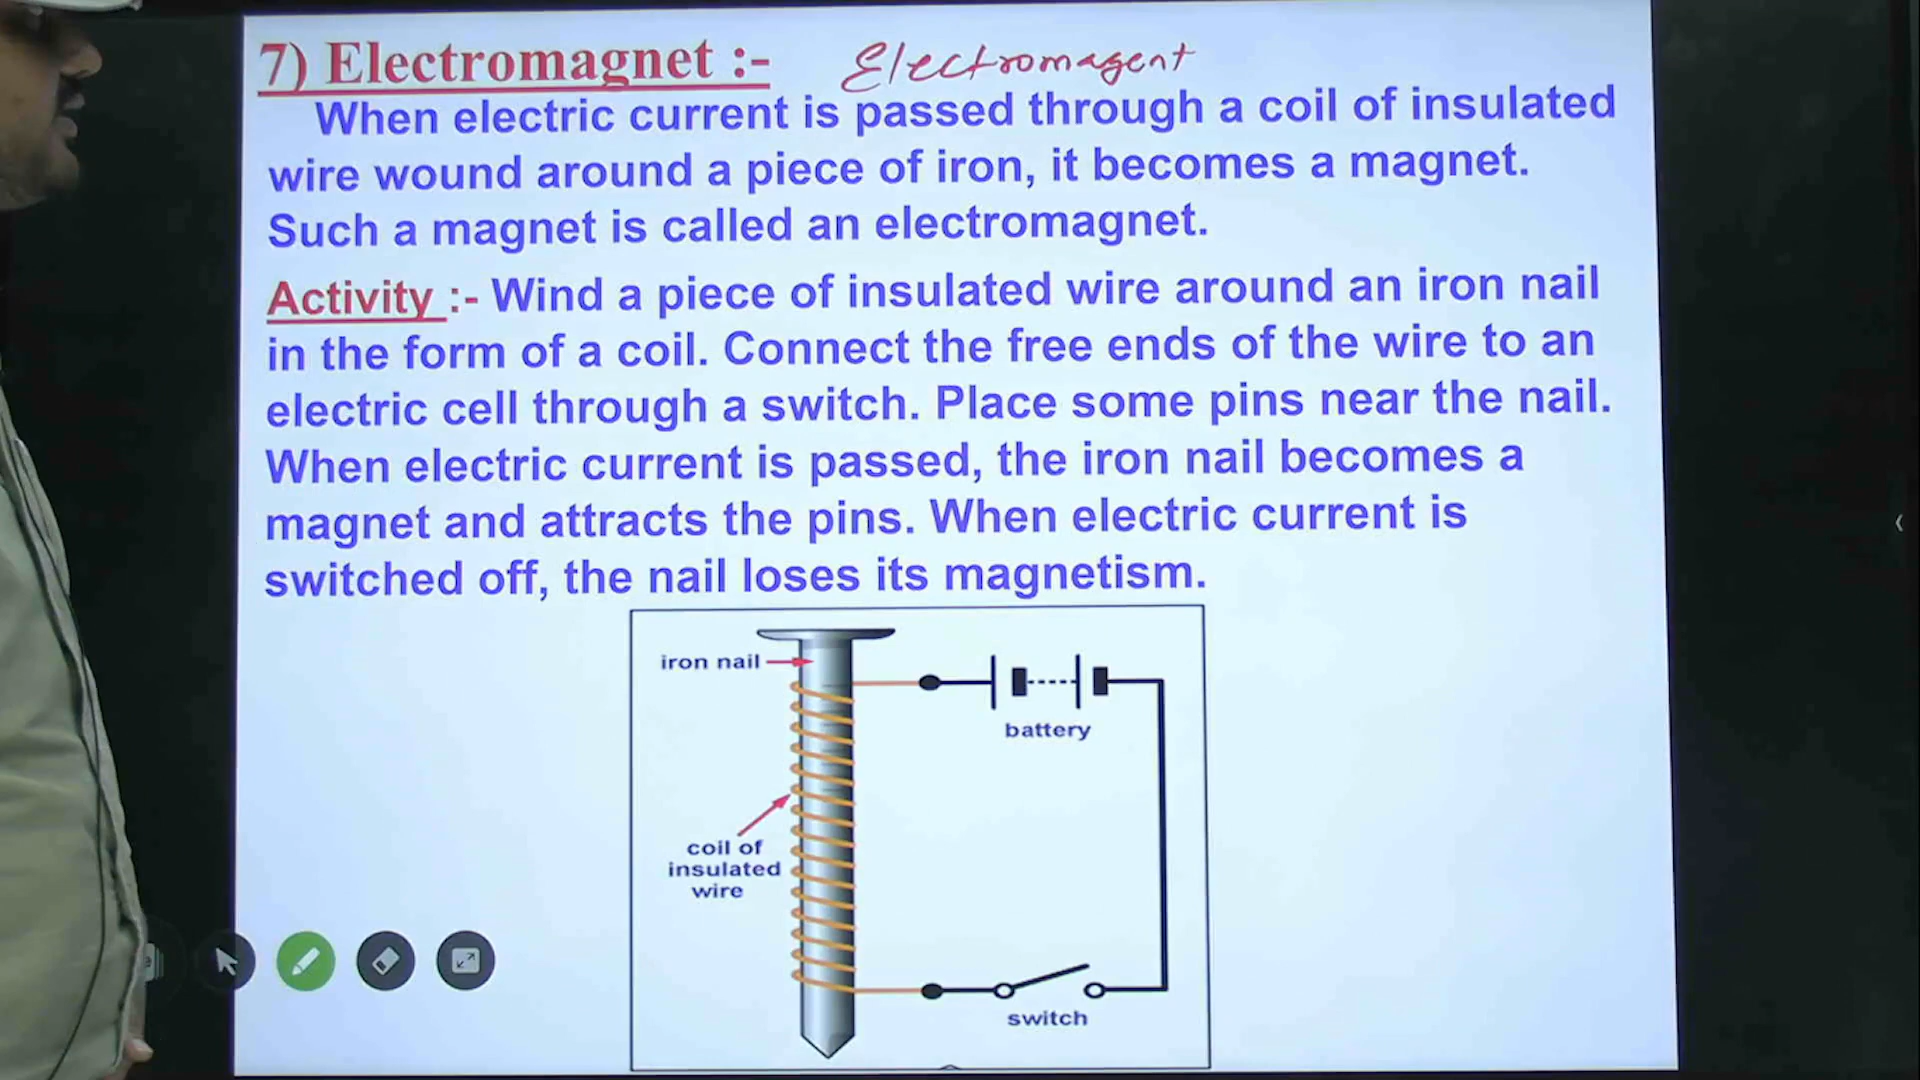 7) Electromagnet :- Electromagent
When electric current is passed through a coil of insulated
wire wound around a piece of iron, it becomes a magnet.
Such a magnet is called an electromagnet.
Activity :- Wind a piece of insulated wire around an iron nail
in the form of a coil. Connect the free ends of the wire to an
electric cell through a switch. Place some pins near the nail.
When electric current is passed, the iron nail becomes a
magnet and attracts the pins. When electric current is
switched off, the nail loses its magnetism.
iron nail
battery
coil of
insulated
wire
switch